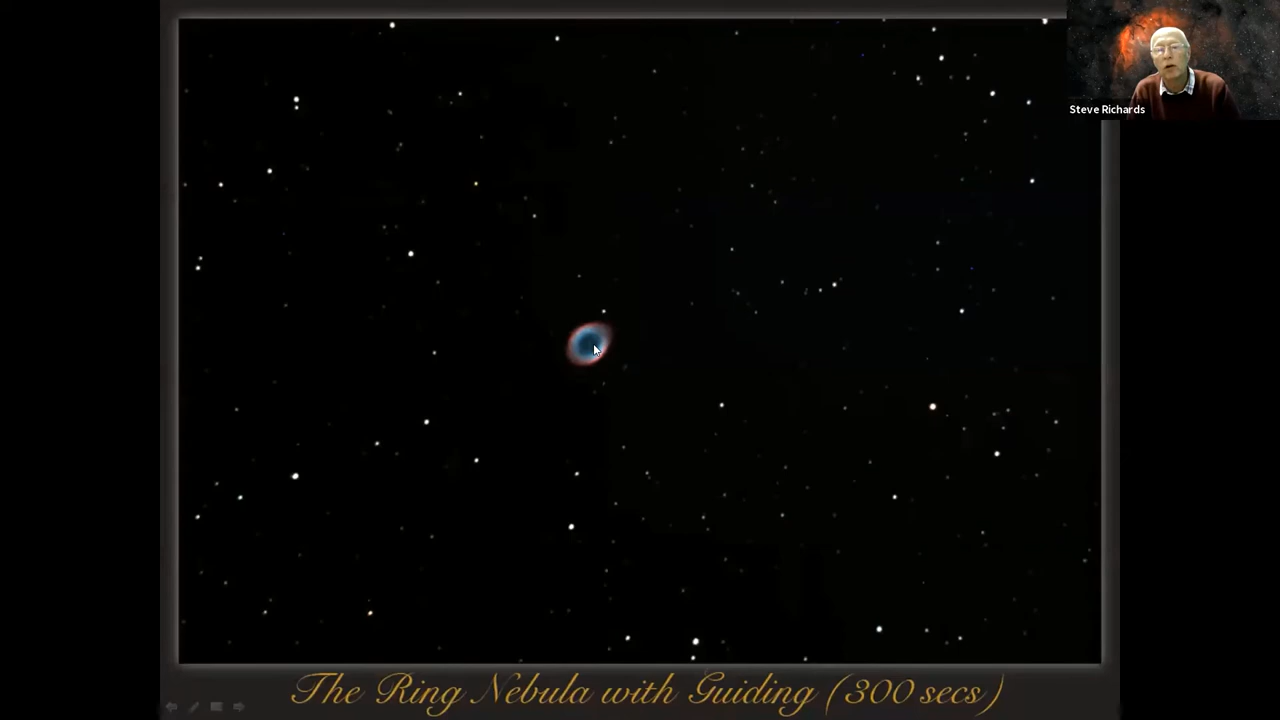 Steve Richards
The Ring Nebula with Guiding (300 secs)